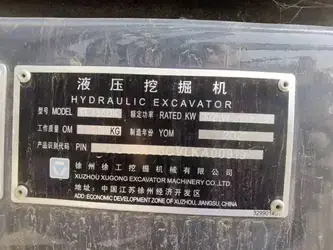 液压挖掘机
HYDRAULIC EXCAVATOR
型号 MODEL 额定功率 RATED. KW
工作质量 OM KG 制造年份 YOM
产品识别代码 PIN
徐州徐工挖掘机械有限公司
XUZHOU XUGONG EXCAVATOR MACHINERY CO., LTD
地址: 中国江苏徐州经济开发区
ADD: ECONOMIC DEVELOPMENT ZONE OF XUZHOU, JIANGSU, CHINA